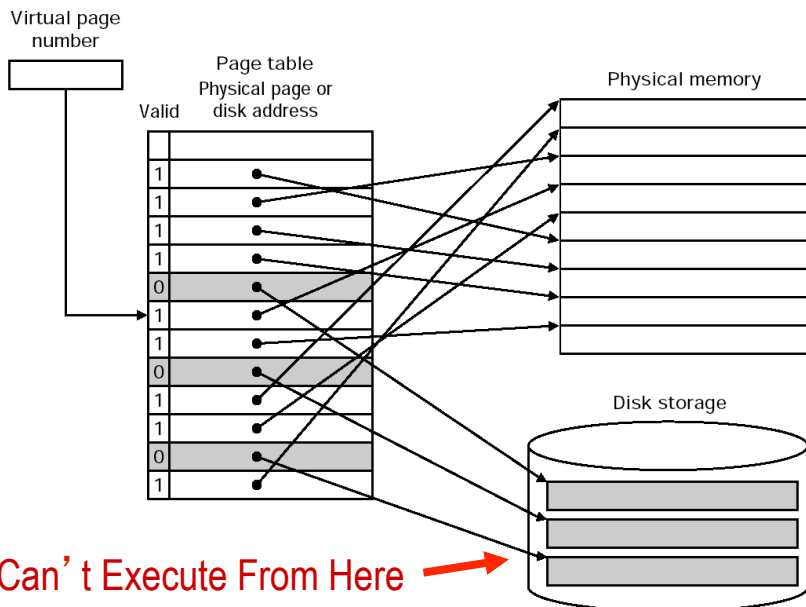 Virtual page
number
Page table
Physical page or
disk address
Valid
Physical memory
1
1
1
1
0
1
1
0
1
1
0
1
Disk storage
Can’t Execute From Here